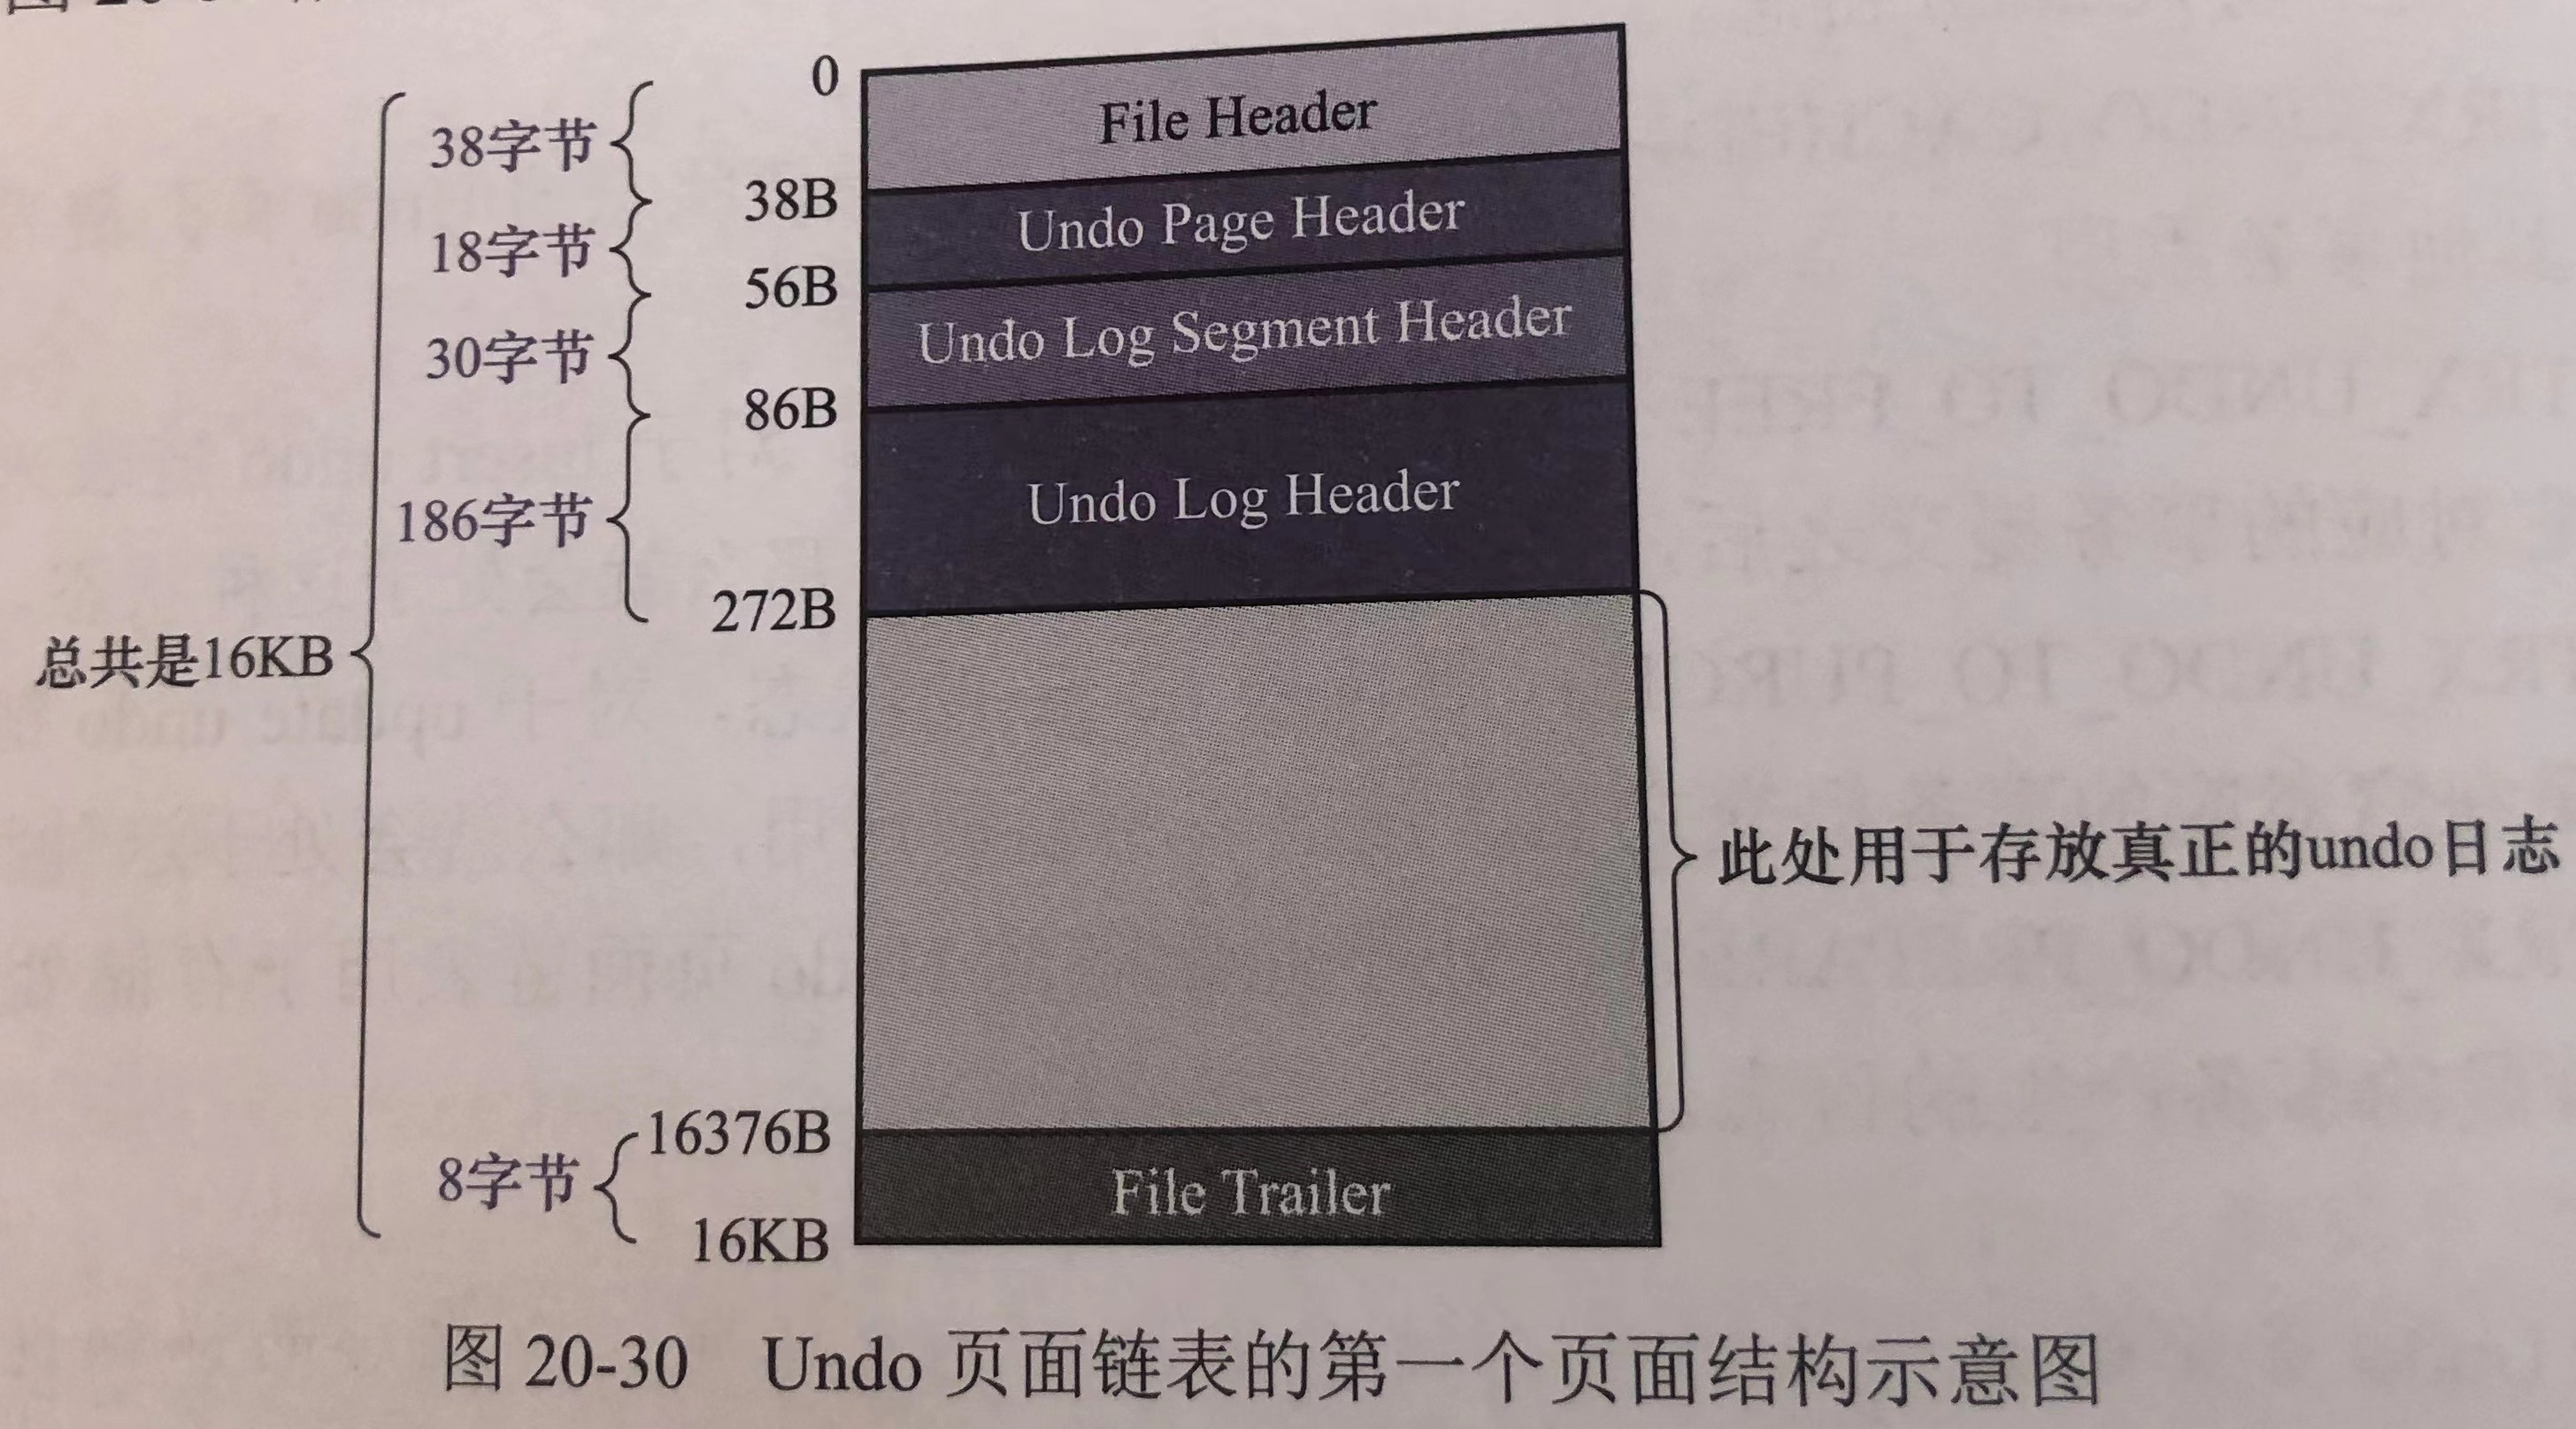 0
File Header
38字节
38B
Undo Page Header
18字节
56B
Undo Log Segment Header
30字节
86B
Undo Log Header
186字节
272B
总共是16KB
此处用于存放真正的undo日志
16376B
8字节
File Trailer
16KB
图 20-30 Undo 页面链表的第一个页面结构示意图